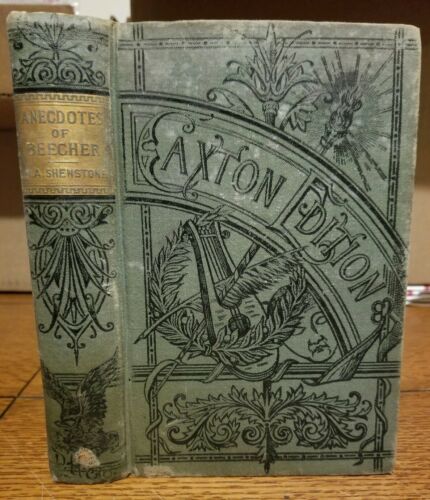 ANECDOTES
OF
BEECHER
A. SHENSTONE
CAXTON
EDITION